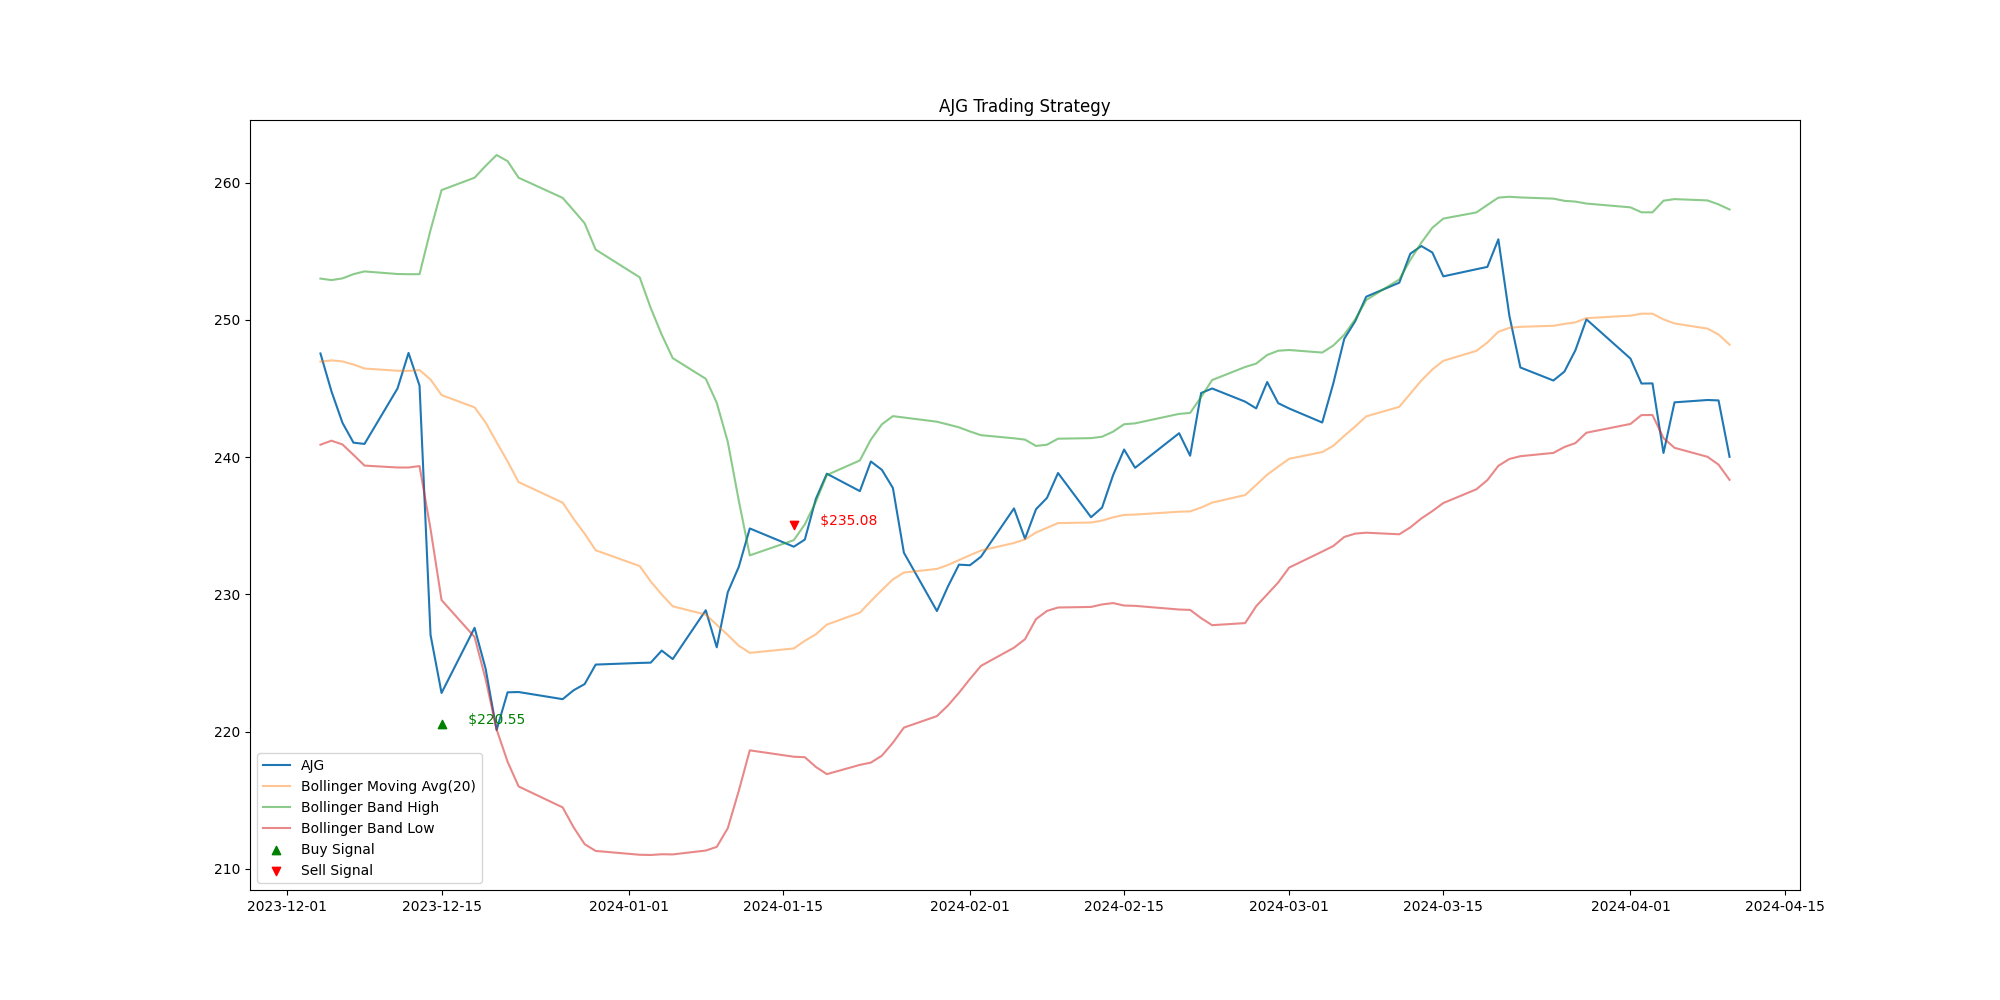 AJG Trading Strategy
260
250
240
230
220
210
$235.08
$220.55
AJG
Bollinger Moving Avg(20)
Bollinger Band High
Bollinger Band Low
Buy Signal
Sell Signal
2023-12-01 2023-12-15 2024-01-01 2024-01-15 2024-02-01 2024-02-15 2024-03-01 2024-03-15 2024-04-01 2024-04-15